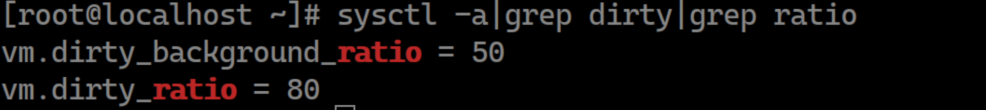 [root@localhost ~]# sysctl -a|grep dirty|grep ratio
vm.dirty_background_ratio = 50
vm.dirty_ratio = 80